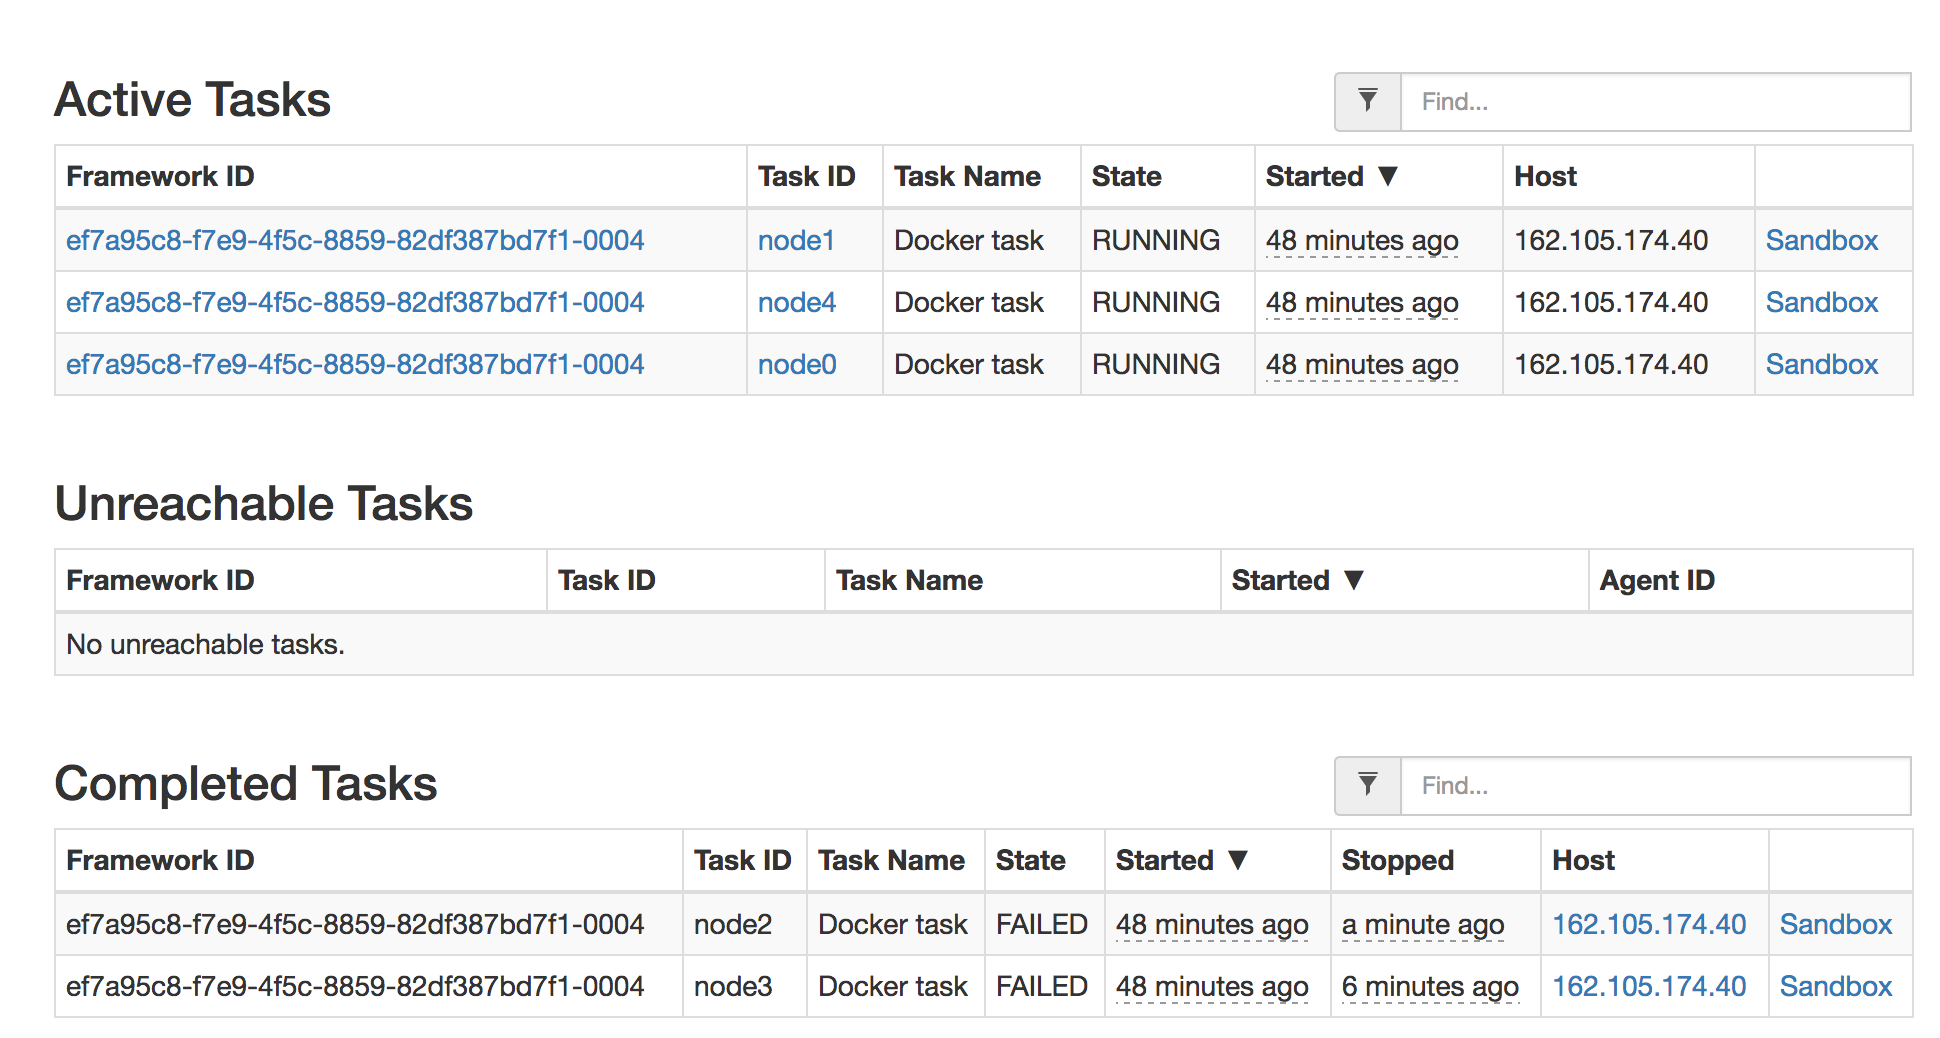 Active Tasks
Find...
Framework ID Task ID Task Name State Started ▼ Host
ef7a95c8-f7e9-4f5c-8859-82df387bd7f1-0004 node1 Docker task RUNNING 48 minutes ago 162.105.174.40 Sandbox
ef7a95c8-f7e9-4f5c-8859-82df387bd7f1-0004 node4 Docker task RUNNING 48 minutes ago 162.105.174.40 Sandbox
ef7a95c8-f7e9-4f5c-8859-82df387bd7f1-0004 node0 Docker task RUNNING 48 minutes ago 162.105.174.40 Sandbox
Unreachable Tasks
Framework ID Task ID Task Name Started ▼ Agent ID
No unreachable tasks.
Completed Tasks
Find...
Framework ID Task ID Task Name State Started ▼ Stopped Host
ef7a95c8-f7e9-4f5c-8859-82df387bd7f1-0004 node2 Docker task FAILED 48 minutes ago a minute ago 162.105.174.40 Sandbox
ef7a95c8-f7e9-4f5c-8859-82df387bd7f1-0004 node3 Docker task FAILED 48 minutes ago 6 minutes ago 162.105.174.40 Sandbox